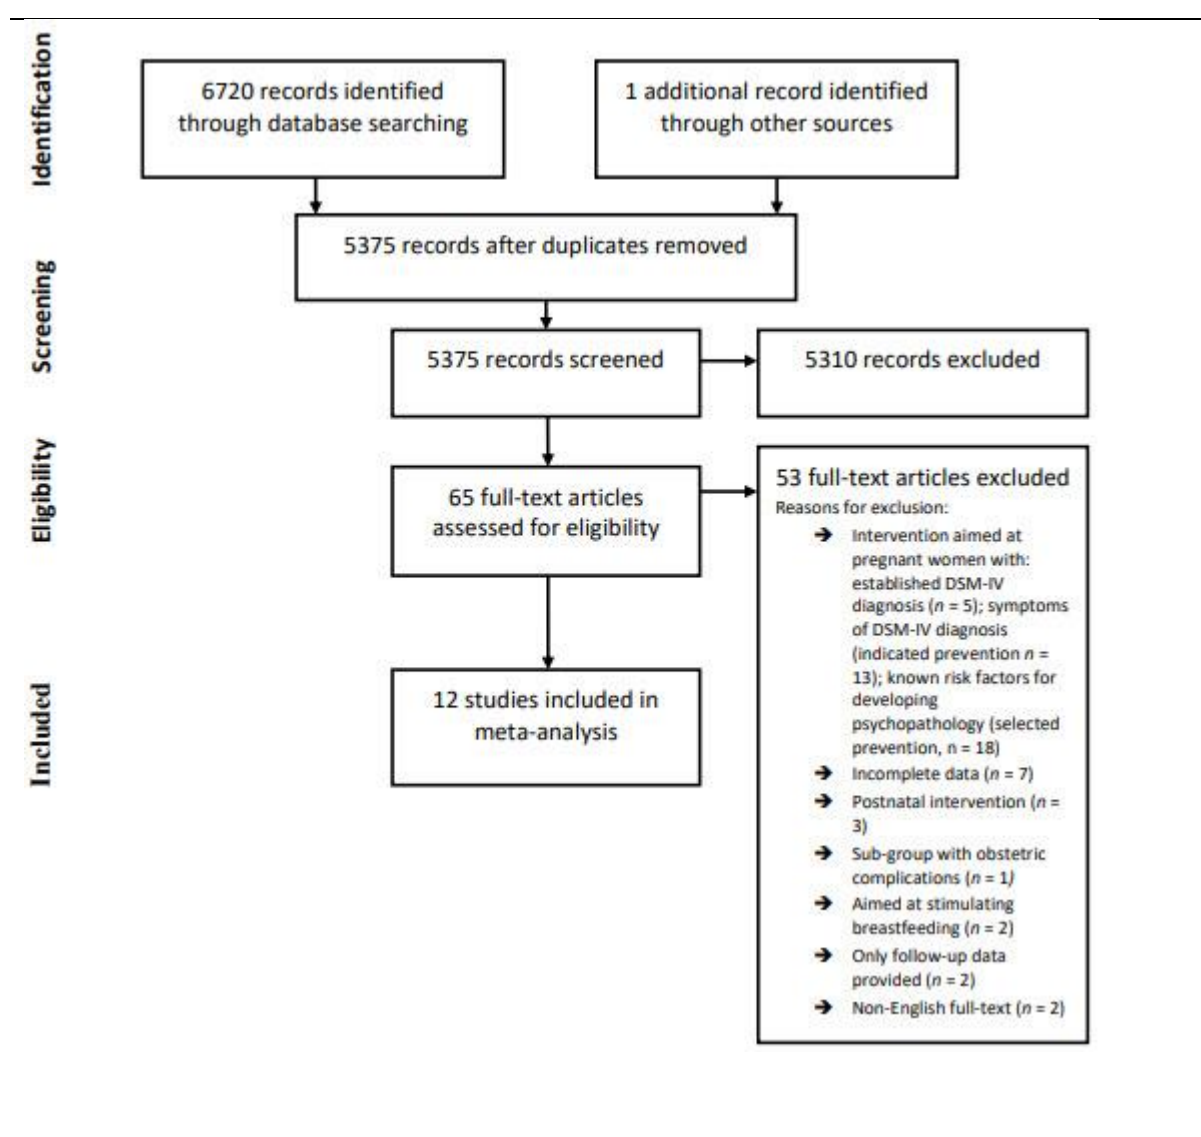 Identification
6720 records identified
through database searching
1 additional record identified
through other sources
Screening
5375 records after duplicates removed
5375 records screened
5310 records excluded
Eligibility
65 full-text articles
assessed for eligibility
53 full-text articles excluded
Reasons for exclusion:
➔ Intervention aimed at
pregnant women with:
established DSM-IV
diagnosis (n = 5); symptoms
of DSM-IV diagnosis
(indicated prevention n =
13); known risk factors for
developing
psychopathology (selected
prevention, n = 18)
➔ Incomplete data (n = 7)
➔ Postnatal intervention (n =
3)
➔ Sub-group with obstetric
complications (n = 1)
➔ Aimed at stimulating
breastfeeding (n = 2)
➔ Only follow-up data
provided (n = 2)
➔ Non-English full-text (n = 2)
Included
12 studies included in
meta-analysis